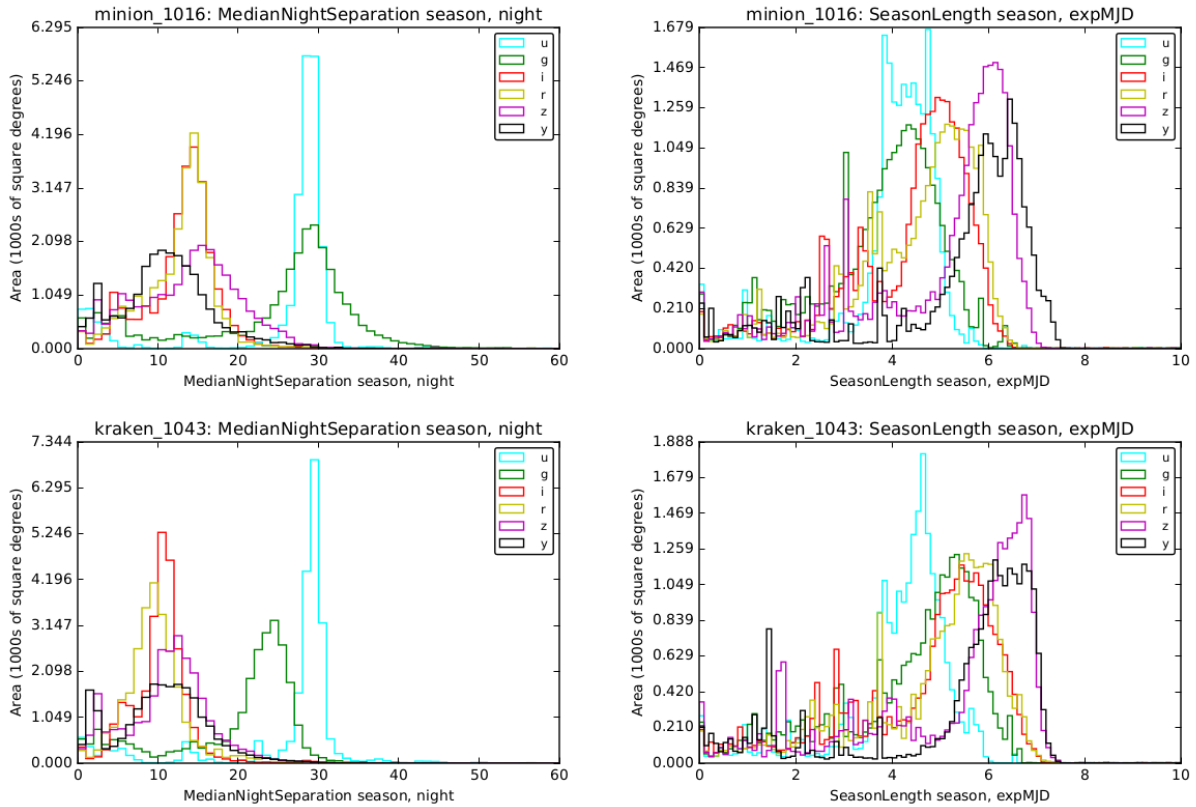 minion_1016: MedianNightSeparation season, night
6.295
5.246
4.196
3.147
2.098
1.049
0.000
Area (1000s of square degrees)
0 10 20 30 40 50 60
MedianNightSeparation season, night
u
g
i
r
z
y
minion_1016: SeasonLength season, expMJD
1.679
1.469
1.259
1.049
0.839
0.629
0.420
0.210
0.000
Area (1000s of square degrees)
0 2 4 6 8 10
SeasonLength season, expMJD
u
g
i
r
z
y
kraken_1043: MedianNightSeparation season, night
7.344
6.295
5.246
4.196
3.147
2.098
1.049
0.000
Area (1000s of square degrees)
0 10 20 30 40 50 60
MedianNightSeparation season, night
u
g
i
r
z
y
kraken_1043: SeasonLength season, expMJD
1.888
1.679
1.469
1.259
1.049
0.839
0.629
0.420
0.210
0.000
Area (1000s of square degrees)
0 2 4 6 8 10
SeasonLength season, expMJD
u
g
i
r
z
y